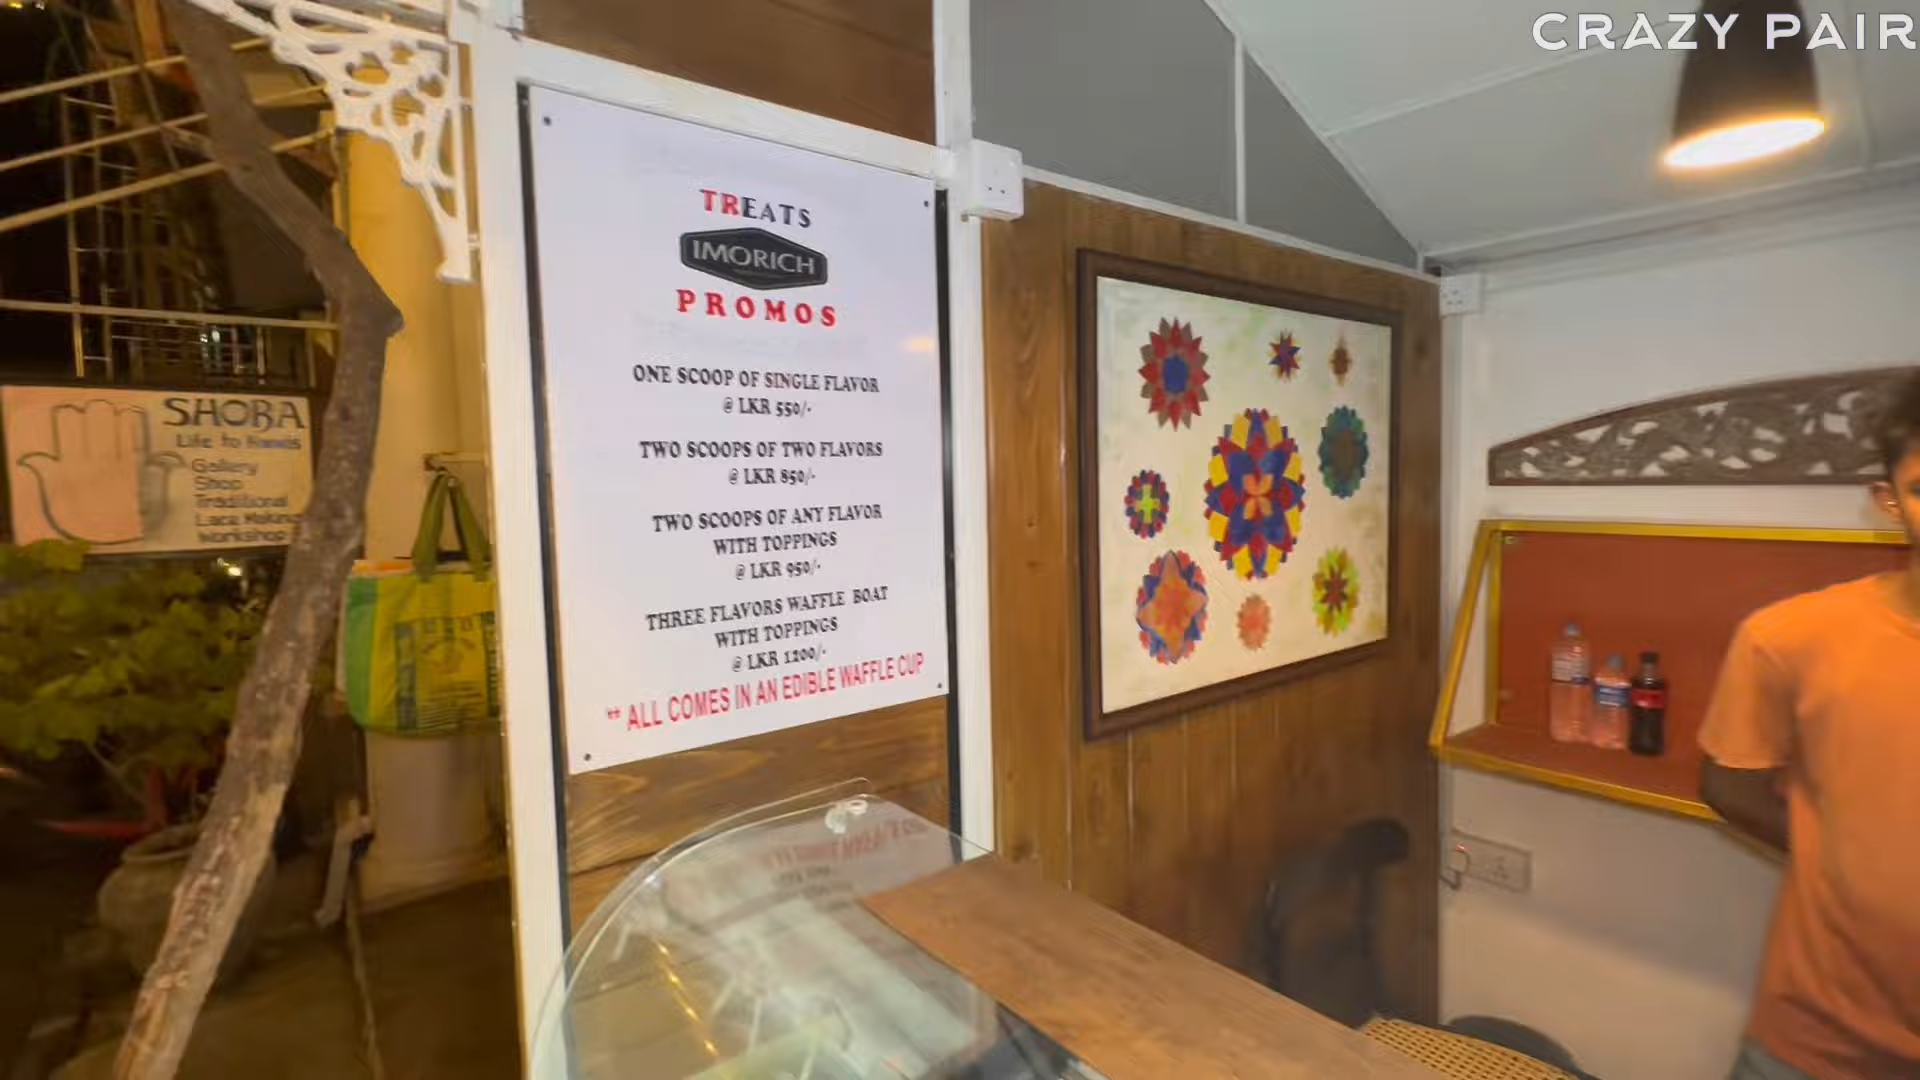 CRAZY PAIR
TREATS
IMORICH
PROMOS
ONE SCOOP OF SINGLE FLAVOR
@ LKR 550/-
TWO SCOOPS OF TWO FLAVORS
@ LKR 850/-
TWO SCOOPS OF ANY FLAVOR
WITH TOPPINGS
@ LKR 950/-
THREE FLAVORS WAFFLE BOAT
WITH TOPPINGS
@ LKR 1200/-
** ALL COMES IN AN EDIBLE WAFFLE CUP
SHOBA
Life to Hands
Gallery
Shop
Traditional
Lace Making
Workshop